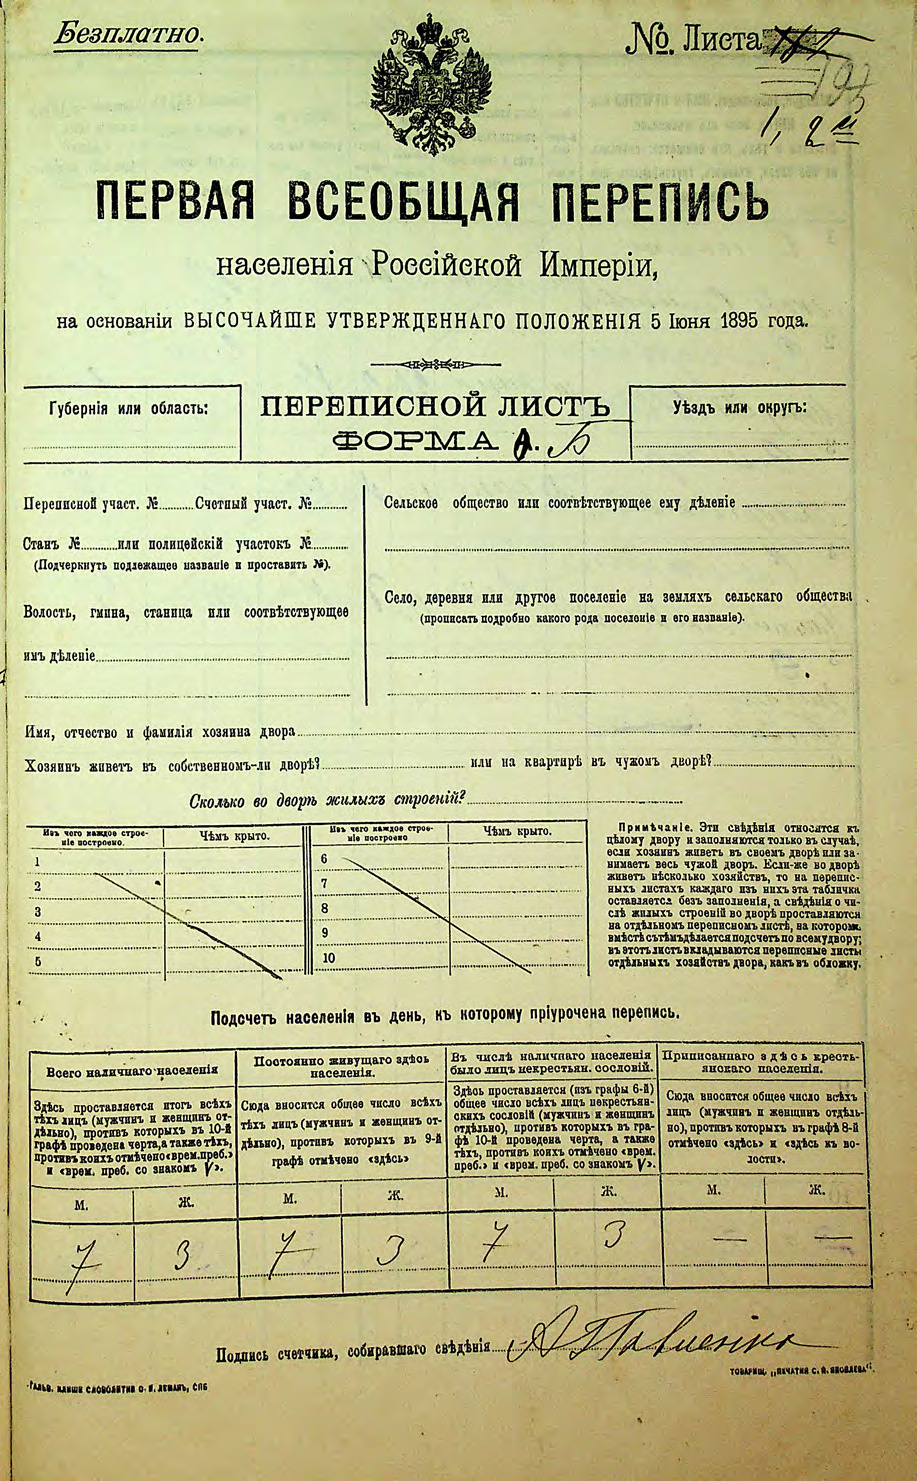 Безплатно.
№. Листа
1, 2й
ПЕРВАЯ ВСЕОБЩАЯ ПЕРЕПИСЬ
населенія Россійской Имперіи,
на основаніи ВЫСОЧАЙШЕ УТВЕРЖДЕННАГО ПОЛОЖЕНІЯ 5 Іюня 1895 года.
Губернія или область:
ПЕРЕПИСНОЙ ЛИСТЪ
ФОРМА А. Б
Уѣздъ или округъ:
Переписной участ. №.......... Счетный участ. №..........
Станъ №.......... или полицейскій участокъ №..........
(Подчеркнуть подлежащее названіе и проставить №).
Волость, гмина, станица или соотвѣтствующее
имъ дѣленіе
Сельское общество или соотвѣтствующее ему дѣленіе
Село, деревня или другое поселеніе на земляхъ сельскаго общества
(прописать подробно какого рода поселеніе и его названіе).
Имя, отчество и фамилія хозяина двора
Хозяинъ живетъ въ собственномъ-ли дворѣ? или на квартирѣ въ чужомъ дворѣ?
Сколько во дворѣ жилыхъ строеній?
Изъ чего каждое строе-
ніе построено.
Чѣмъ крыто.
1
2
3
4
5
Изъ чего каждое строе-
ніе построено
Чѣмъ крыто.
6
7
8
9
10
Примѣчаніе. Эти свѣдѣнія относятся къ
цѣлому двору и заполняются только въ случаѣ,
если хозяинъ живетъ въ своемъ дворѣ или за-
нимаетъ весь чужой дворъ. Если-же во дворѣ
живетъ нѣсколько хозяйствъ, то на перепис-
ныхъ листахъ каждаго изъ нихъ эта табличка
оставляется безъ заполненія, а свѣдѣнія о чи-
слѣ жилыхъ строеній во дворѣ проставляются
на отдѣльномъ переписномъ листѣ, на которомъ
вмѣстѣ съ тѣмъ дѣлается подсчетъ по всему двору;
въ этотъ листъ вкладываются переписные листы
отдѣльныхъ хозяйствъ двора, какъ въ обложку.
Подсчетъ населенія въ день, къ которому пріурочена перепись.
Всего наличнаго населенія
Здѣсь проставляется итогъ всѣхъ
тѣхъ лицъ (мужчинъ и женщинъ от-
дѣльно), противъ которыхъ въ 10-й
графѣ проведена черта, а также тѣхъ,
противъ коихъ отмѣчено «врем. преб.»
и «врем. преб. со знакомъ V».
Постоянно живущаго здѣсь
населенія.
Сюда вносится общее число всѣхъ
тѣхъ лицъ (мужчинъ и женщинъ от-
дѣльно), противъ которыхъ въ 9-й
графѣ отмѣчено «здѣсь»
Въ числѣ наличнаго населенія
было лицъ некрестьян. сословій.
Здѣсь проставляется (изъ графы 6-й)
общее число всѣхъ лицъ некрестьян-
скихъ сословій (мужчинъ и женщинъ
отдѣльно), противъ которыхъ въ гра-
фѣ 10-й проведена черта, а также
тѣхъ, противъ коихъ отмѣчено «врем.
преб.» и «врем. преб. со знакомъ V».
Приписаннаго здѣсь кресть-
янскаго населенія.
Сюда вносится общее число всѣхъ
лицъ (мужчинъ и женщинъ отдѣль-
но), противъ которыхъ въ графѣ 8-й
отмѣчено «здѣсь» и «здѣсь къ во-
лости».
М. Ж. М. Ж. М. Ж. М. Ж.
7 3 7 3 7 3 — —
Подпись счетчика, собиравшаго свѣдѣнія
ТОВАРИЩ. „ПЕЧАТНЯ С. П. ЯКОВЛЕВА“.
Гальв. клише словолитни О. И. ЛЕМАНЪ, СПБ